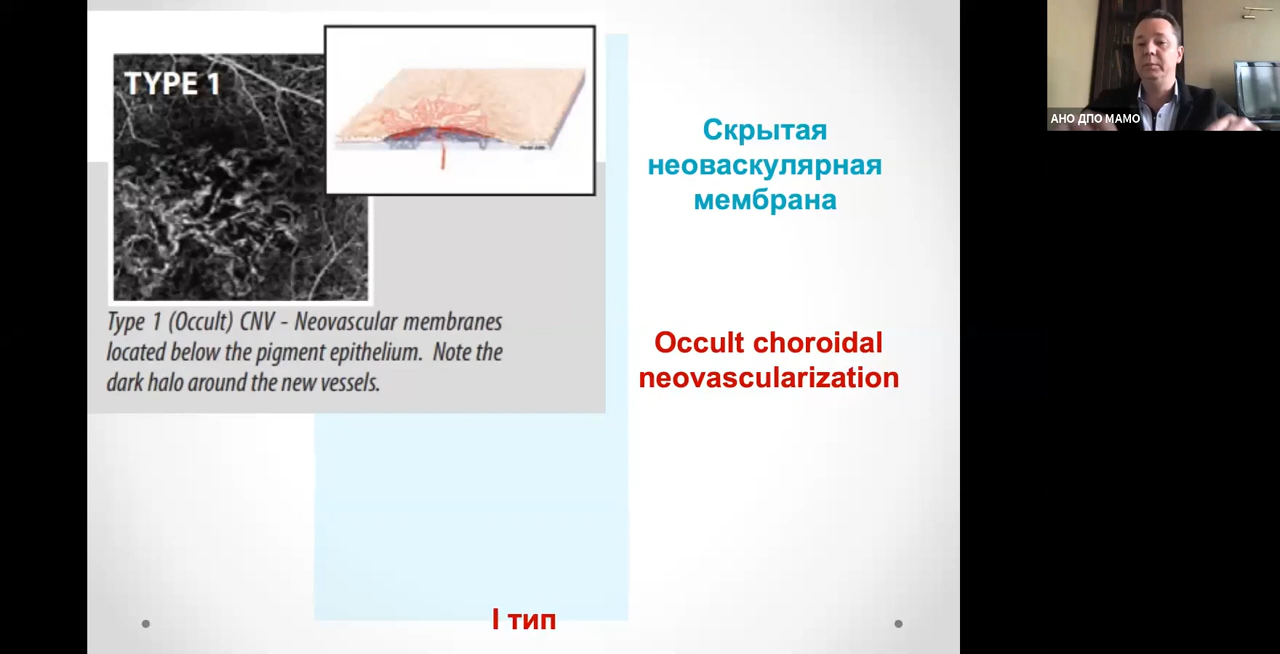 TYPE 1
Type 1 (Occult) CNV - Neovascular membranes
located below the pigment epithelium. Note the
dark halo around the new vessels.
Скрытая
неоваскулярная
мембрана
Occult choroidal
neovascularization
I тип
АНО ДПО МАМО